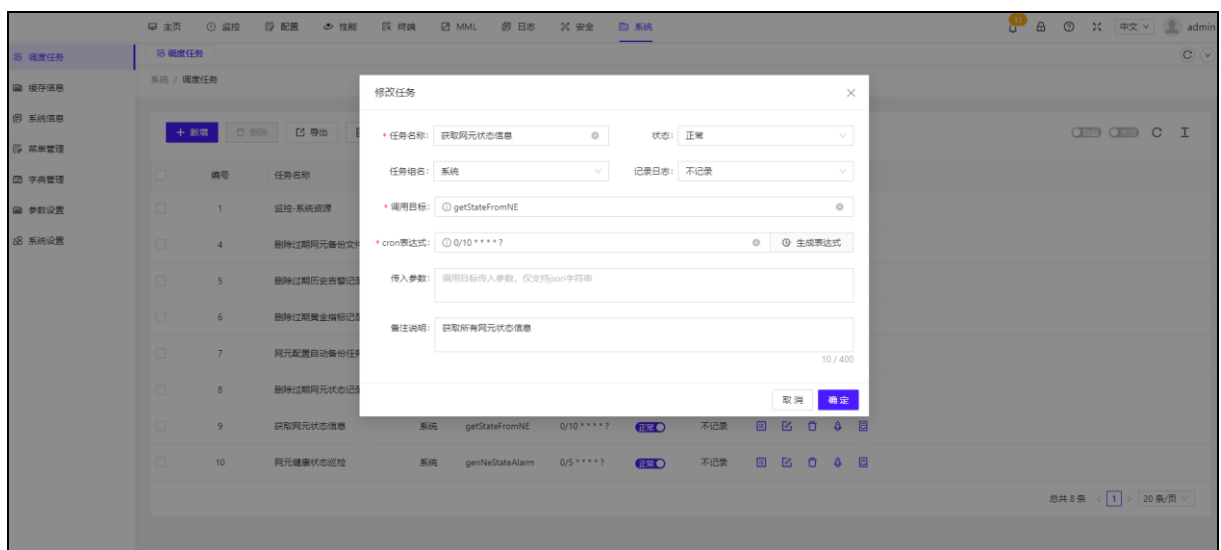 主页 监控 配置 性能 终端 MML 日志 安全 系统 11 中文 admin
调度任务
缓存信息
系统信息
菜单管理
字典管理
参数设置
系统设置
调度任务
系统 / 调度任务
新增 删除 导出
编号 任务名称
1 监控-系统资源
4 删除过期网元备份文件
5 删除过期历史告警记录
6 删除过期黄金指标记录
7 网元配置自动备份任务
8 删除过期网元状态记录
9 获取网元状态信息 系统 getStateFromNE 0/10 * * * * ? 正常 不记录
10 网元健康状态巡检 系统 genNeStateAlarm 0/5 * * * * ? 正常 不记录
总共 8 条 < 1 > 20 条/页
修改任务
* 任务名称: 获取网元状态信息 状态: 正常
任务组名: 系统 记录日志: 不记录
* 调用目标: getStateFromNE
* cron表达式: 0/10 * * * * ? 生成表达式
传入参数: 调用目标传入参数，仅支持json字符串
备注说明: 获取所有网元状态信息
10 / 400
取消 确定